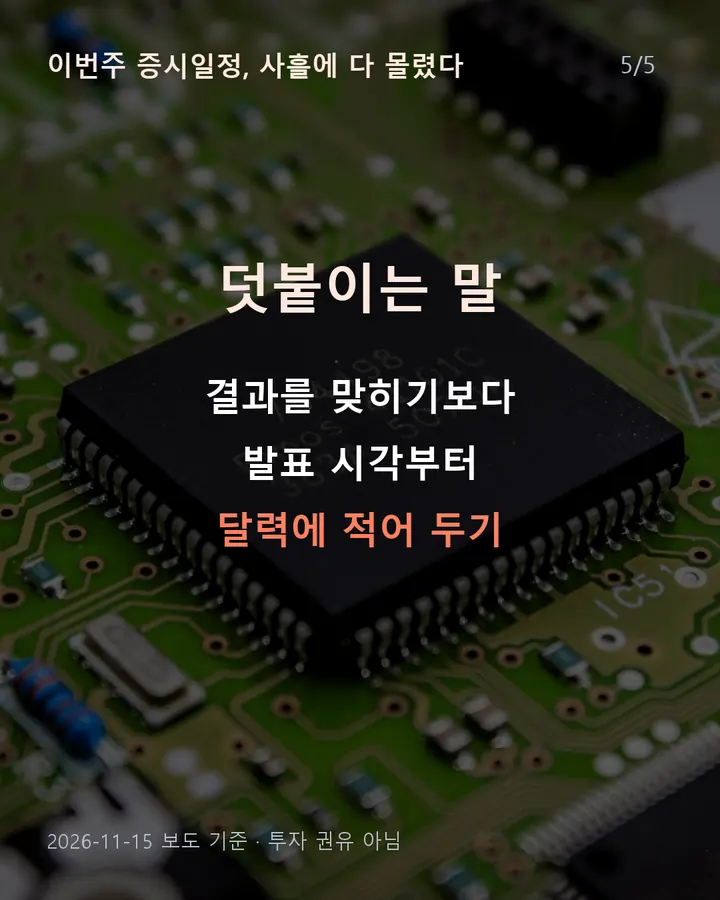 이번주 증시일정, 사흘에 다 몰렸다
5/5
덧붙이는 말
결과를 맞히기보다
발표 시각부터
달력에 적어 두기
IC51
2026-11-15 보도 기준 · 투자 권유 아님